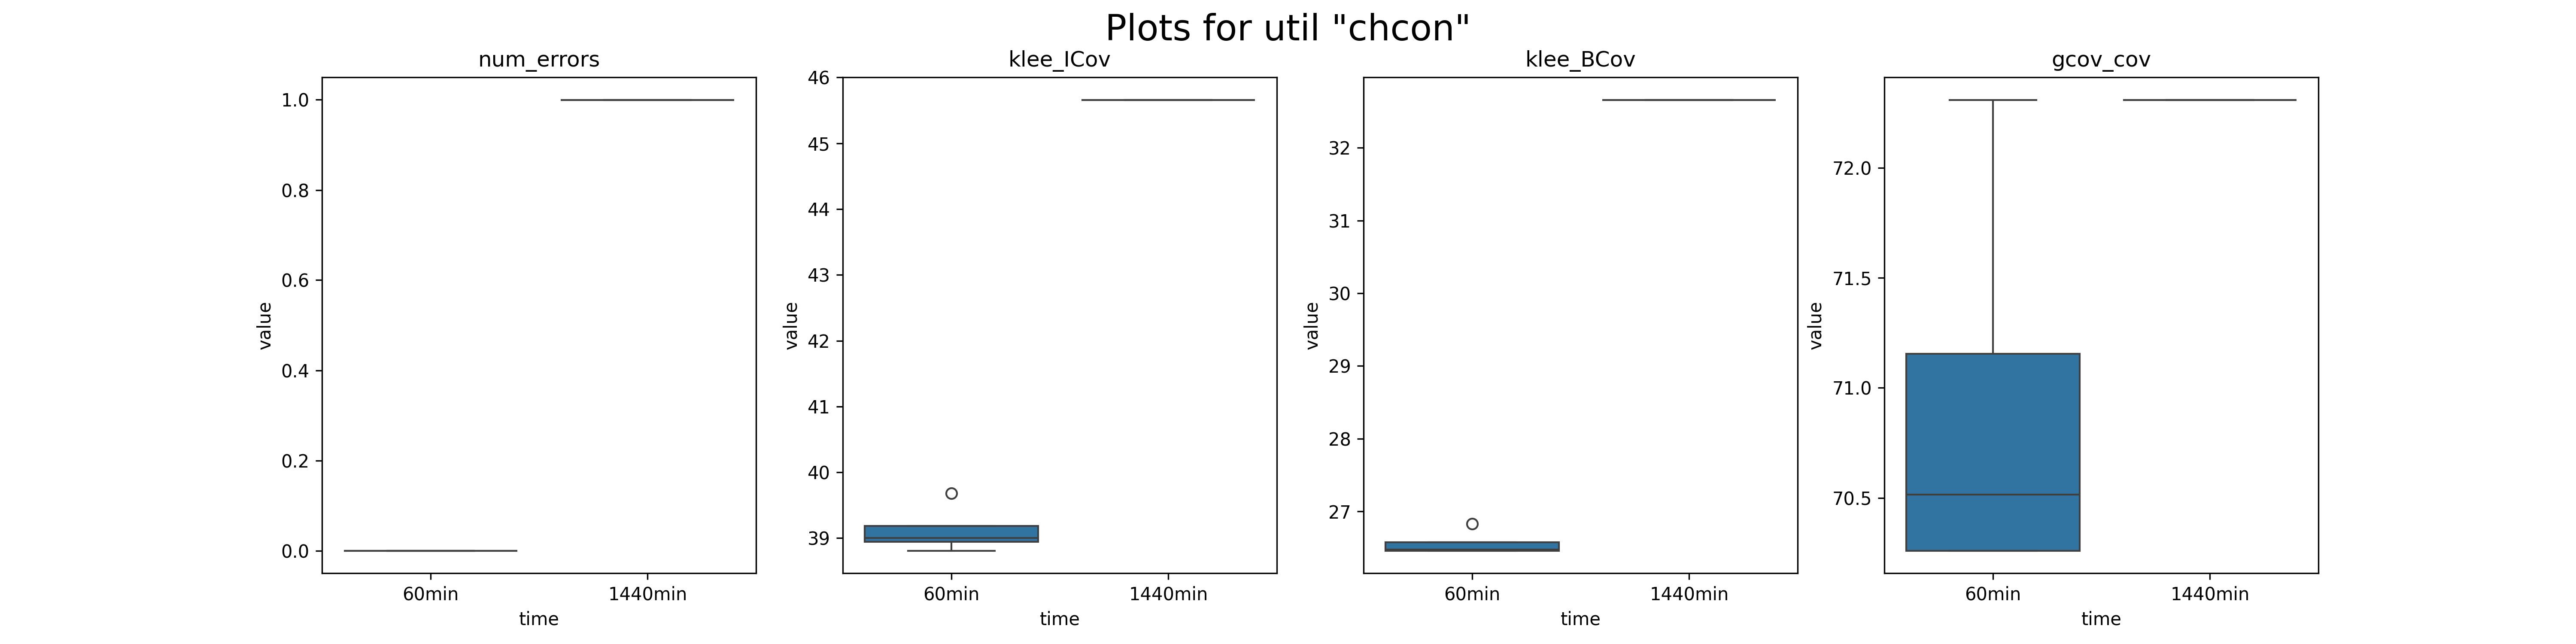 Plots for util "chcon"
num_errors
1.0
0.8
0.6
0.4
0.2
0.0
value
60min
1440min
time
klee_ICov
46
45
44
43
42
41
40
39
value
60min
1440min
time
klee_BCov
32
31
30
29
28
27
value
60min
1440min
time
gcov_cov
72.0
71.5
71.0
70.5
value
60min
1440min
time